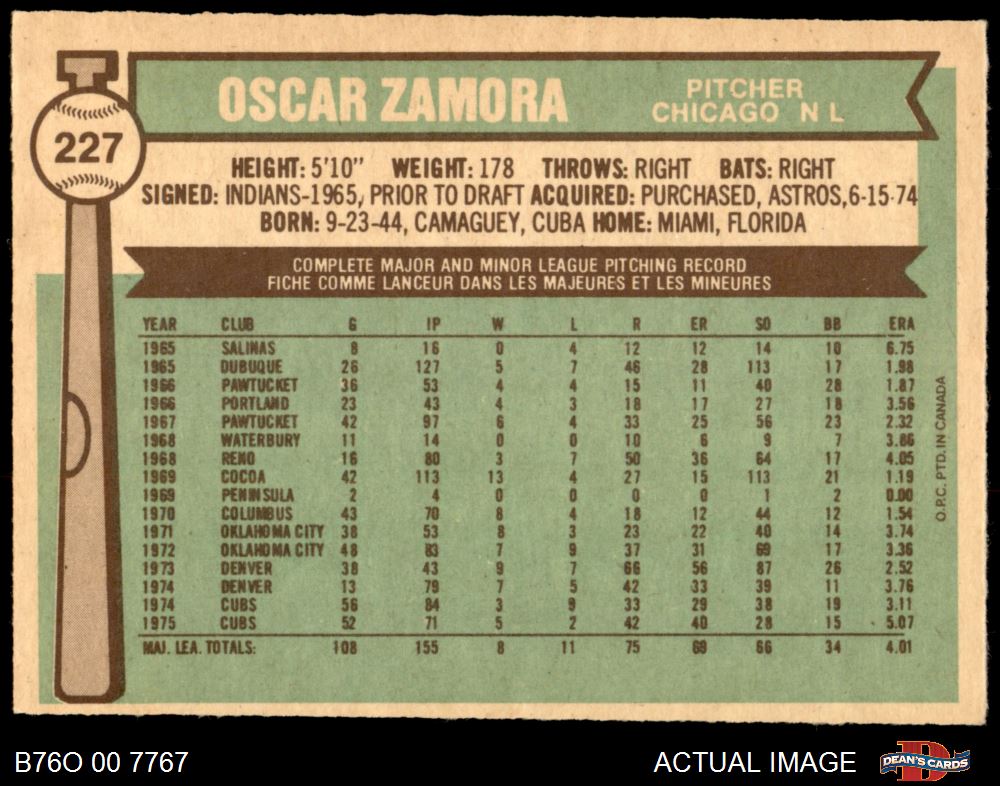 227
OSCAR ZAMORA
PITCHER
CHICAGO N L
HEIGHT: 5'10" WEIGHT: 178 THROWS: RIGHT BATS: RIGHT
SIGNED: INDIANS-1965, PRIOR TO DRAFT ACQUIRED: PURCHASED, ASTROS, 6-15-74
BORN: 9-23-44, CAMAGUEY, CUBA HOME: MIAMI, FLORIDA
COMPLETE MAJOR AND MINOR LEAGUE PITCHING RECORD
FICHE COMME LANCEUR DANS LES MAJEURES ET LES MINEURES
YEAR CLUB G IP W L R ER SO BB ERA
1965 SALINAS 8 16 0 4 12 12 14 10 6.75
1965 DUBUQUE 26 127 5 7 46 28 113 17 1.98
1966 PAWTUCKET 36 53 4 4 15 11 40 28 1.87
1966 PORTLAND 23 43 4 3 18 17 27 18 3.56
1967 PAWTUCKET 42 97 6 4 33 25 56 23 2.32
1968 WATERBURY 11 14 0 0 10 6 9 7 3.86
1968 RENO 16 80 3 7 50 36 64 17 4.05
1969 COCOA 42 113 13 4 27 15 113 21 1.19
1969 PENINSULA 2 4 0 0 0 0 1 2 0.00
1970 COLUMBUS 43 70 8 4 18 12 44 12 1.54
1971 OKLAHOMA CITY 38 53 8 3 23 22 40 14 3.74
1972 OKLAHOMA CITY 48 83 7 9 37 31 69 17 3.36
1973 DENVER 38 43 9 7 66 56 87 26 2.52
1974 DENVER 13 79 7 5 42 33 39 11 3.76
1974 CUBS 56 84 3 9 33 29 38 19 3.11
1975 CUBS 52 71 5 2 42 40 28 15 5.07
MAJ. LEA. TOTALS: 108 155 8 11 75 69 66 34 4.01
O.P.C. PTD. IN CANADA
B76O 00 7767
ACTUAL IMAGE
D
DEAN'S CARDS